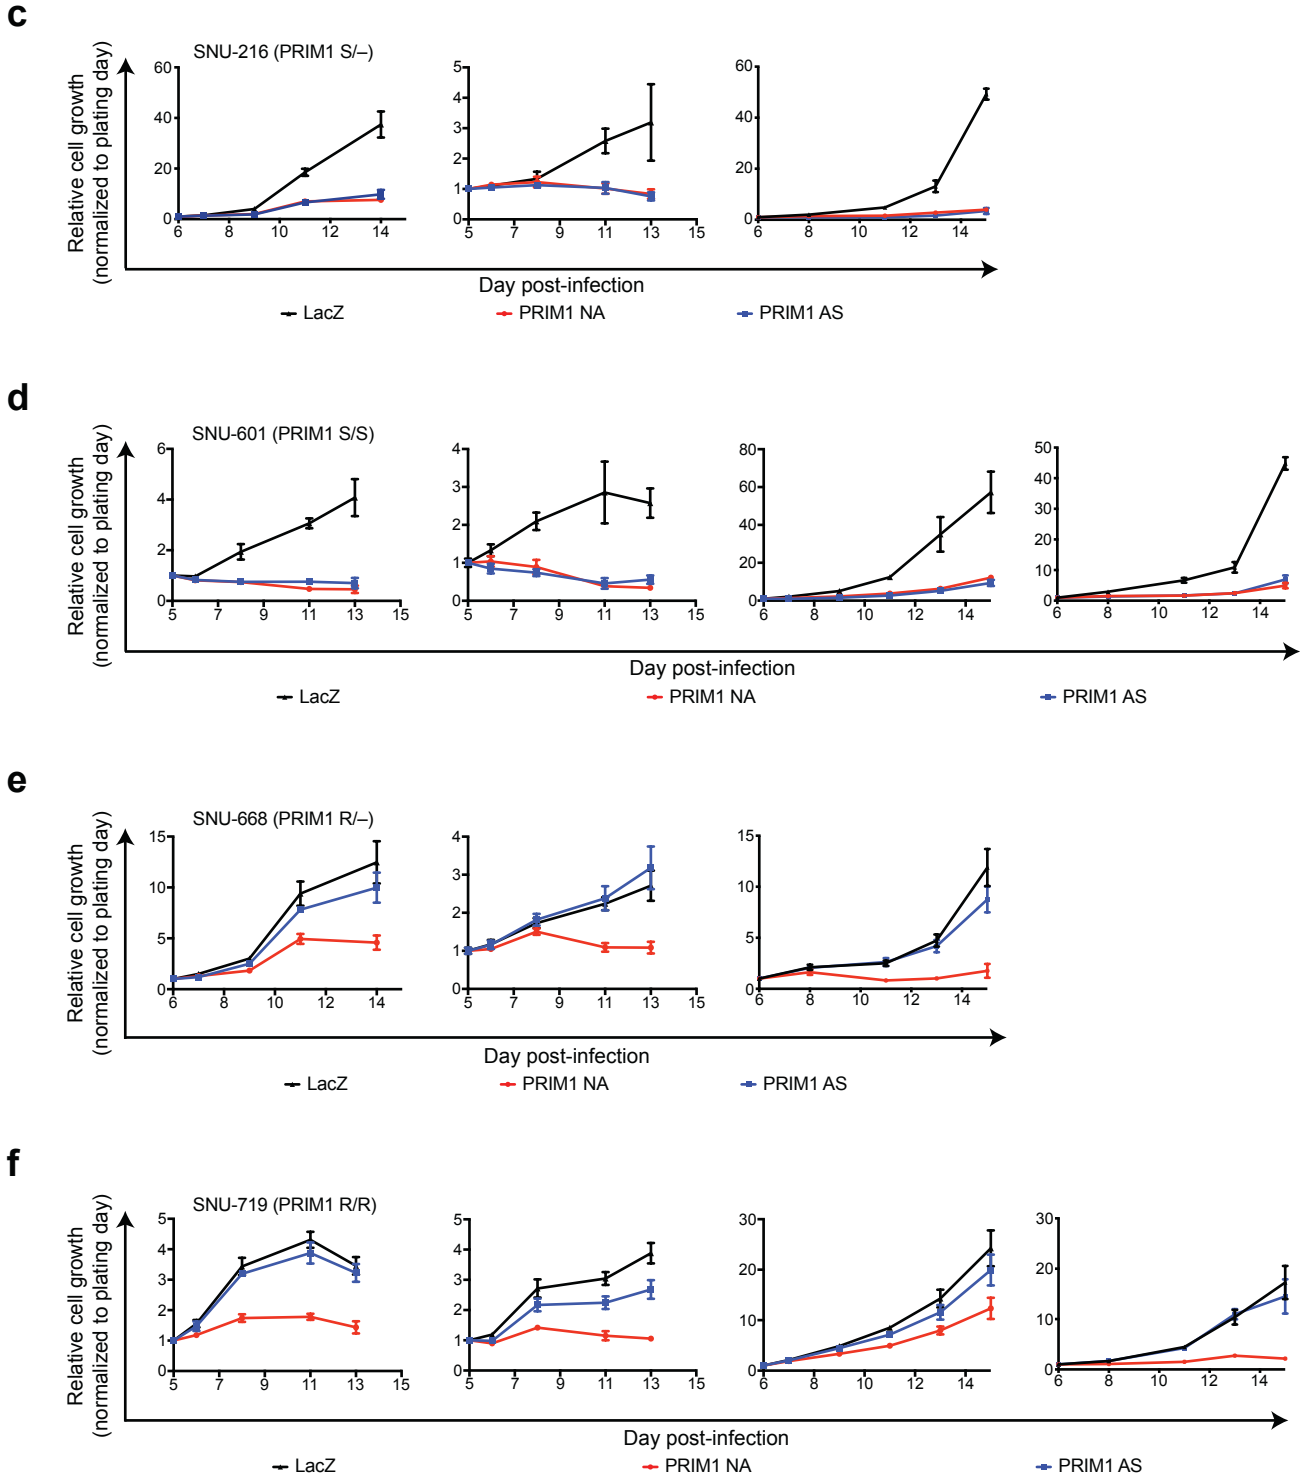 c
SNU-216 (PRIM1 S/–)
Relative cell growth
(normalized to plating day)
60
40
20
0
6 8 10 12 14
5
4
3
2
1
0
5 7 9 11 13 15
60
40
20
0
6 8 10 12 14
Day post-infection
LacZ PRIM1 NA PRIM1 AS
d
SNU-601 (PRIM1 S/S)
Relative cell growth
(normalized to plating day)
6
4
2
0
5 7 9 11 13 15
4
3
2
1
0
5 7 9 11 13 15
80
60
40
20
0
6 8 10 12 14
50
40
30
20
10
0
6 8 10 12 14
Day post-infection
LacZ PRIM1 NA PRIM1 AS
e
SNU-668 (PRIM1 R/–)
Relative cell growth
(normalized to plating day)
15
10
5
0
6 8 10 12 14
4
3
2
1
0
5 7 9 11 13 15
15
10
5
0
6 8 10 12 14
Day post-infection
LacZ PRIM1 NA PRIM1 AS
f
SNU-719 (PRIM1 R/R)
Relative cell growth
(normalized to plating day)
5
4
3
2
1
0
5 7 9 11 13 15
5
4
3
2
1
0
5 7 9 11 13 15
30
20
10
0
6 8 10 12 14
30
20
10
0
6 8 10 12 14
Day post-infection
LacZ PRIM1 NA PRIM1 AS